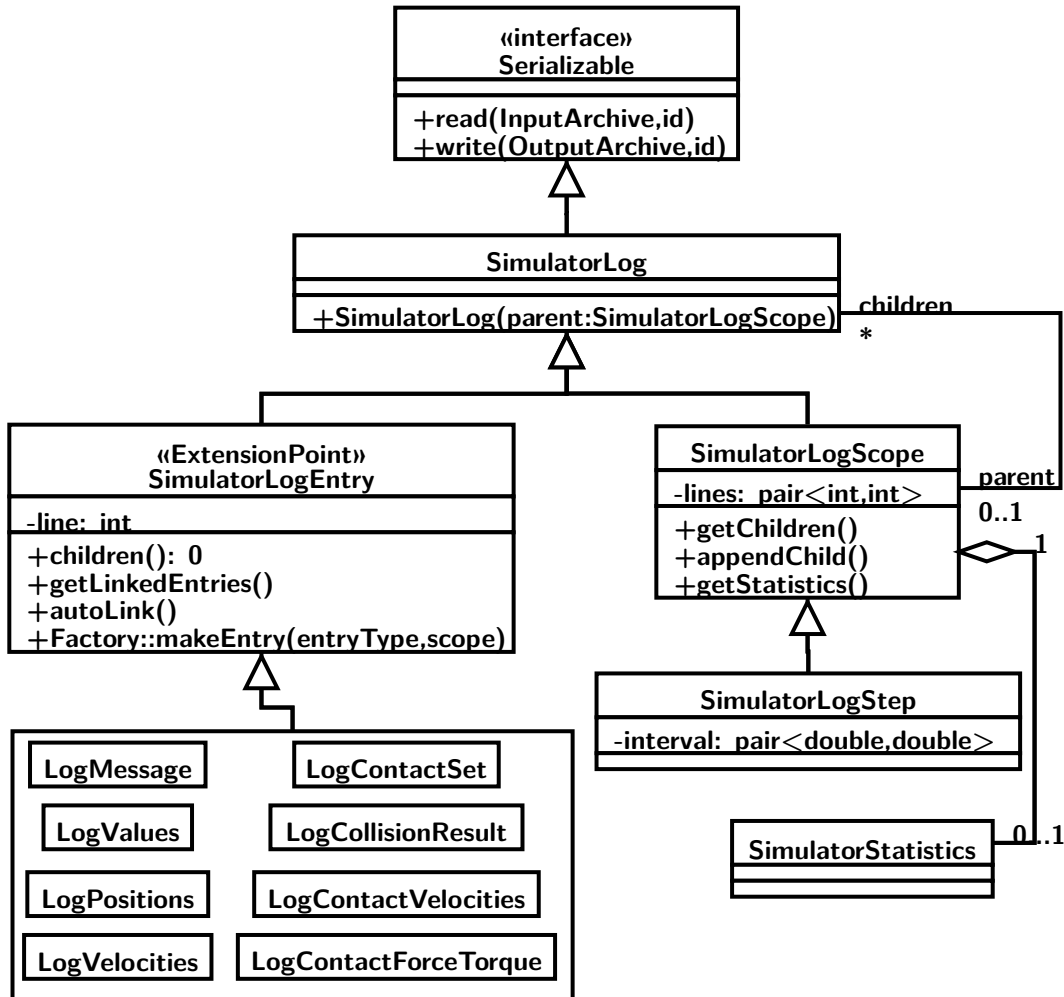 «interface»
Serializable
+read(InputArchive,id)
+write(OutputArchive,id)
SimulatorLog
+SimulatorLog(parent:SimulatorLogScope)
children
*
«ExtensionPoint»
SimulatorLogEntry
-line: int
+children(): 0
+getLinkedEntries()
+autoLink()
+Factory::makeEntry(entryType,scope)
SimulatorLogScope
-lines: pair<int,int>
+getChildren()
+appendChild()
+getStatistics()
parent
0..1
1
SimulatorLogStep
-interval: pair<double,double>
SimulatorStatistics
0...1
LogMessage
LogContactSet
LogValues
LogCollisionResult
LogPositions
LogContactVelocities
LogVelocities
LogContactForceTorque